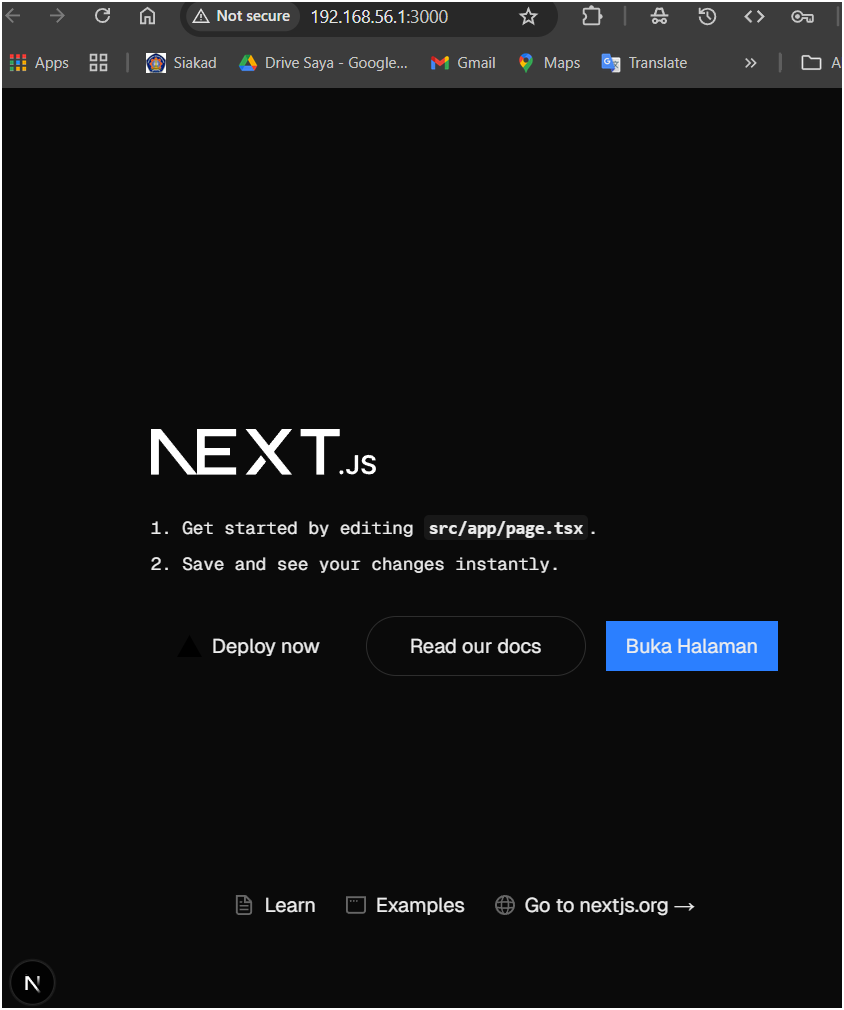 Not secure 192.168.56.1:3000
Apps Siakad Drive Saya - Google... Gmail Maps Translate » A
NEXT.JS
1. Get started by editing src/app/page.tsx.
2. Save and see your changes instantly.
Deploy now Read our docs Buka Halaman
Learn Examples Go to nextjs.org →
N